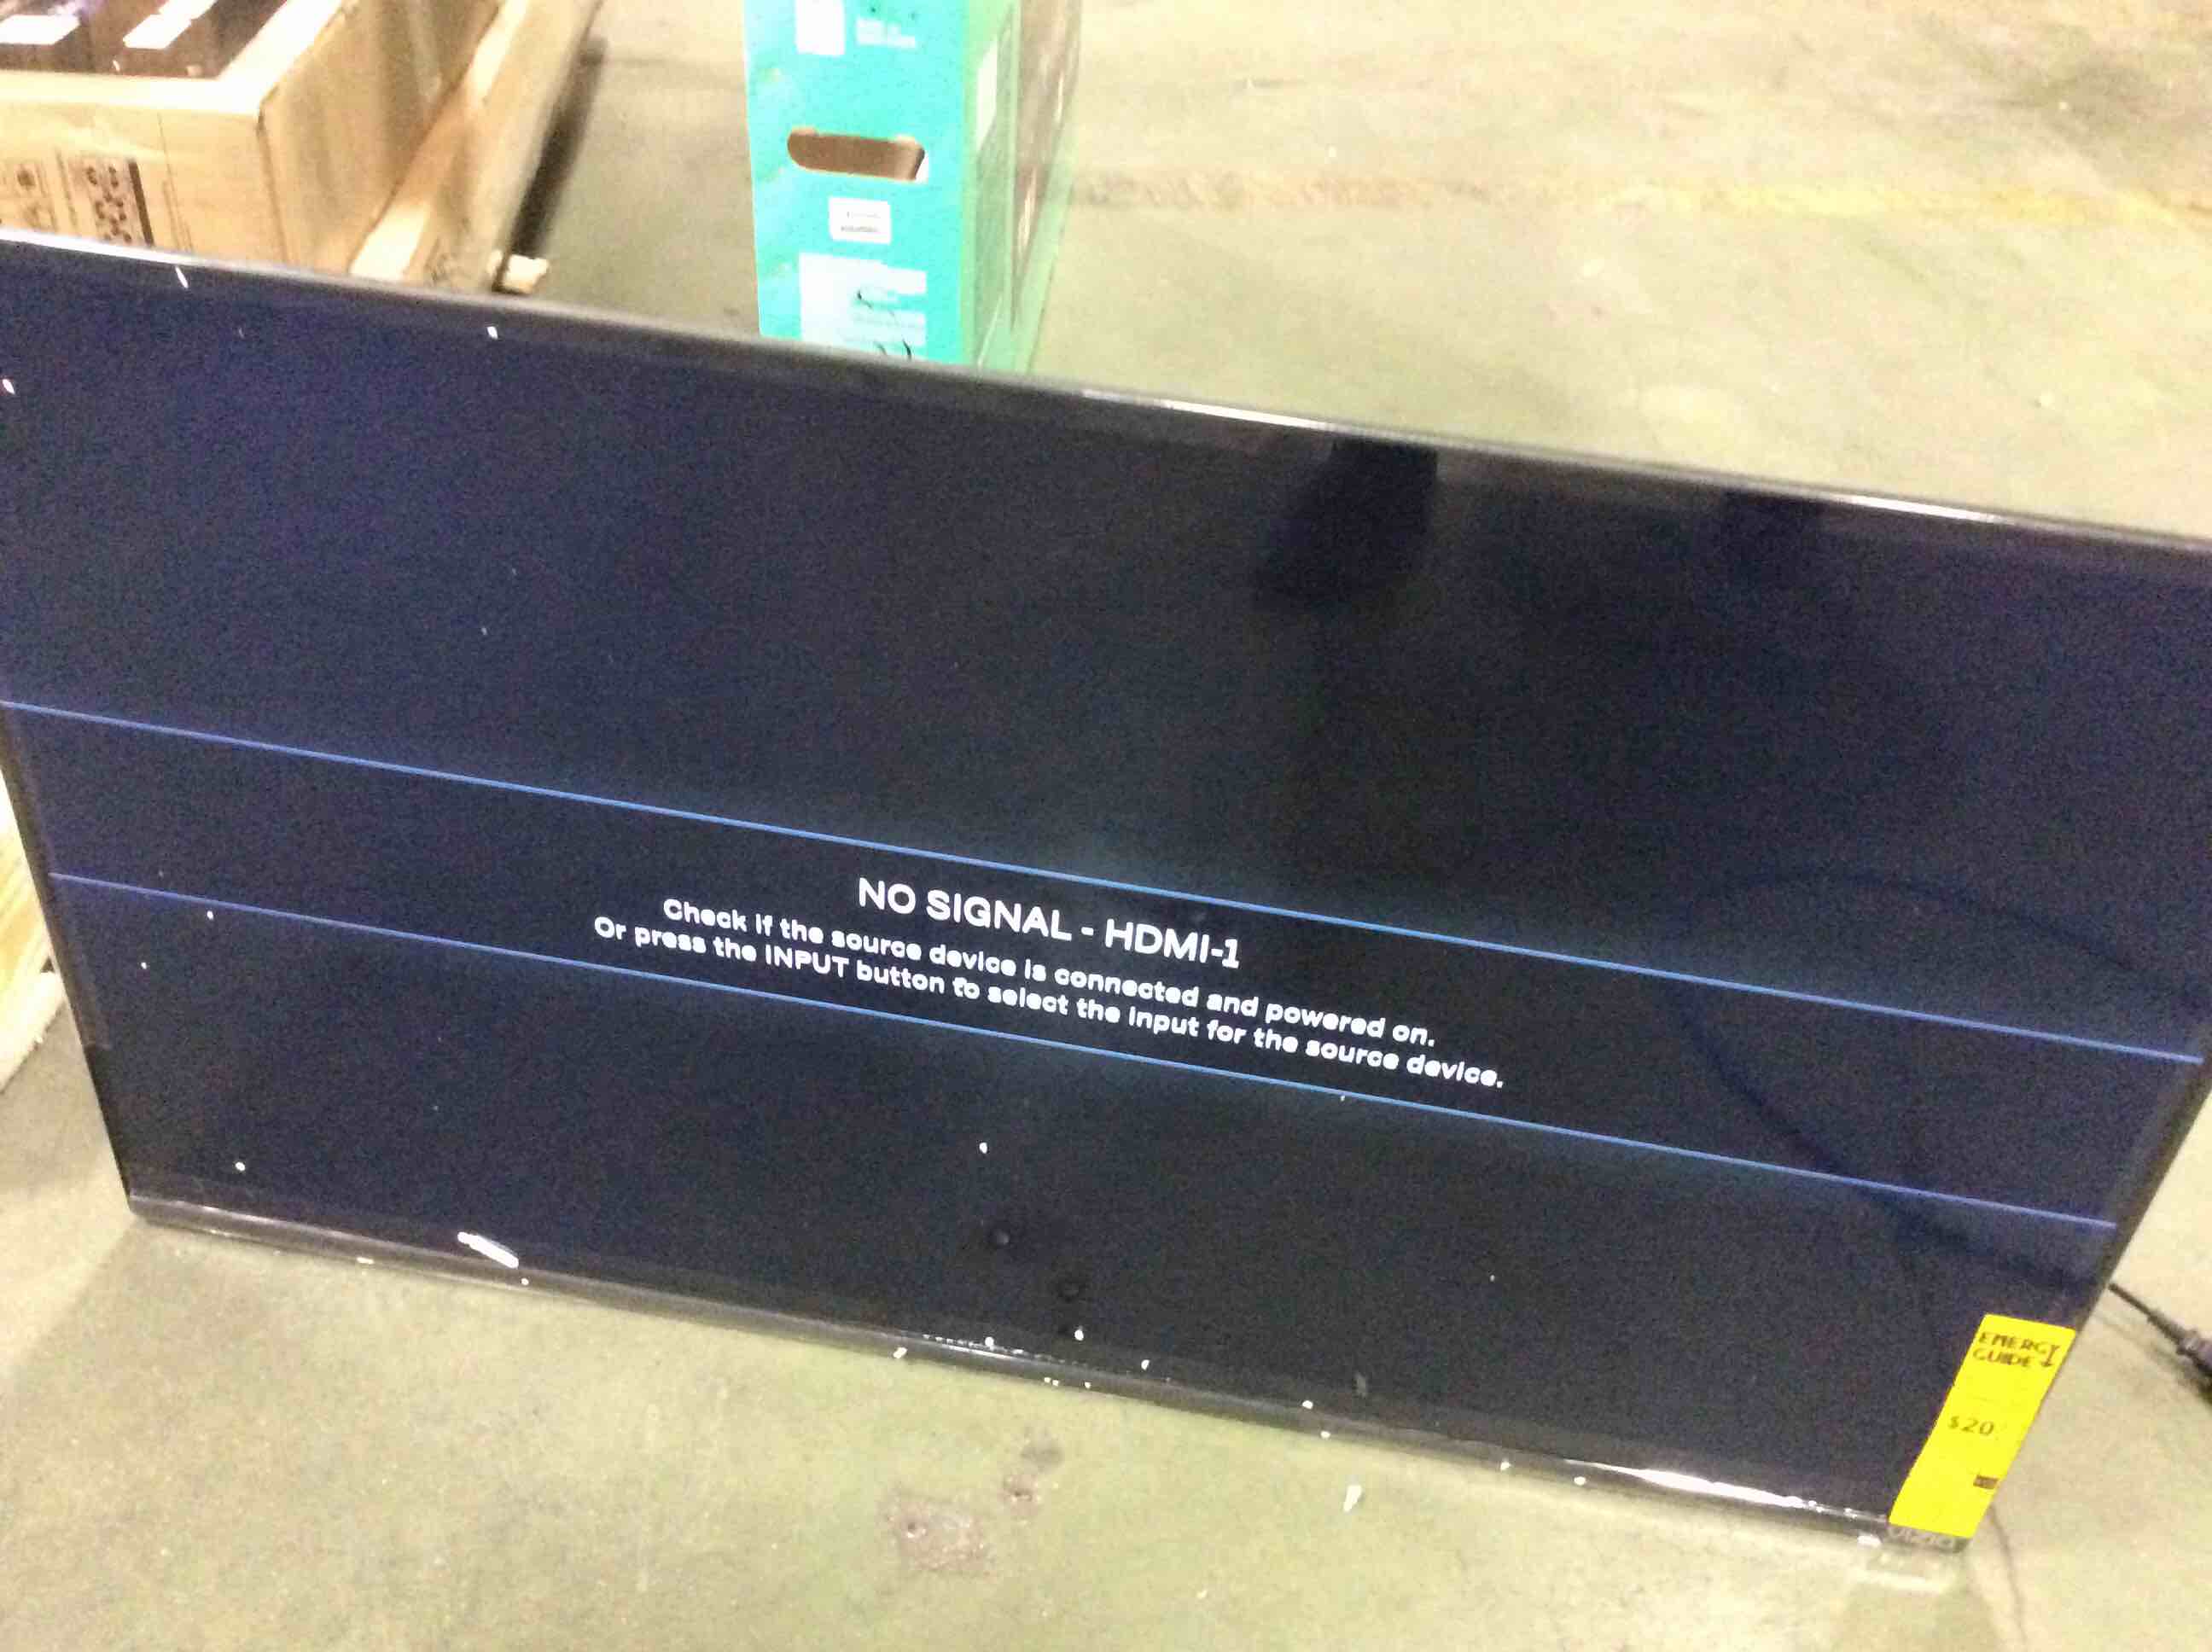 NO SIGNAL - HDMI-1
Check if the source device is connected and powered on.
Or press the INPUT button to select the input for the source device.
ENERGY
GUIDE
$20
VIZIO